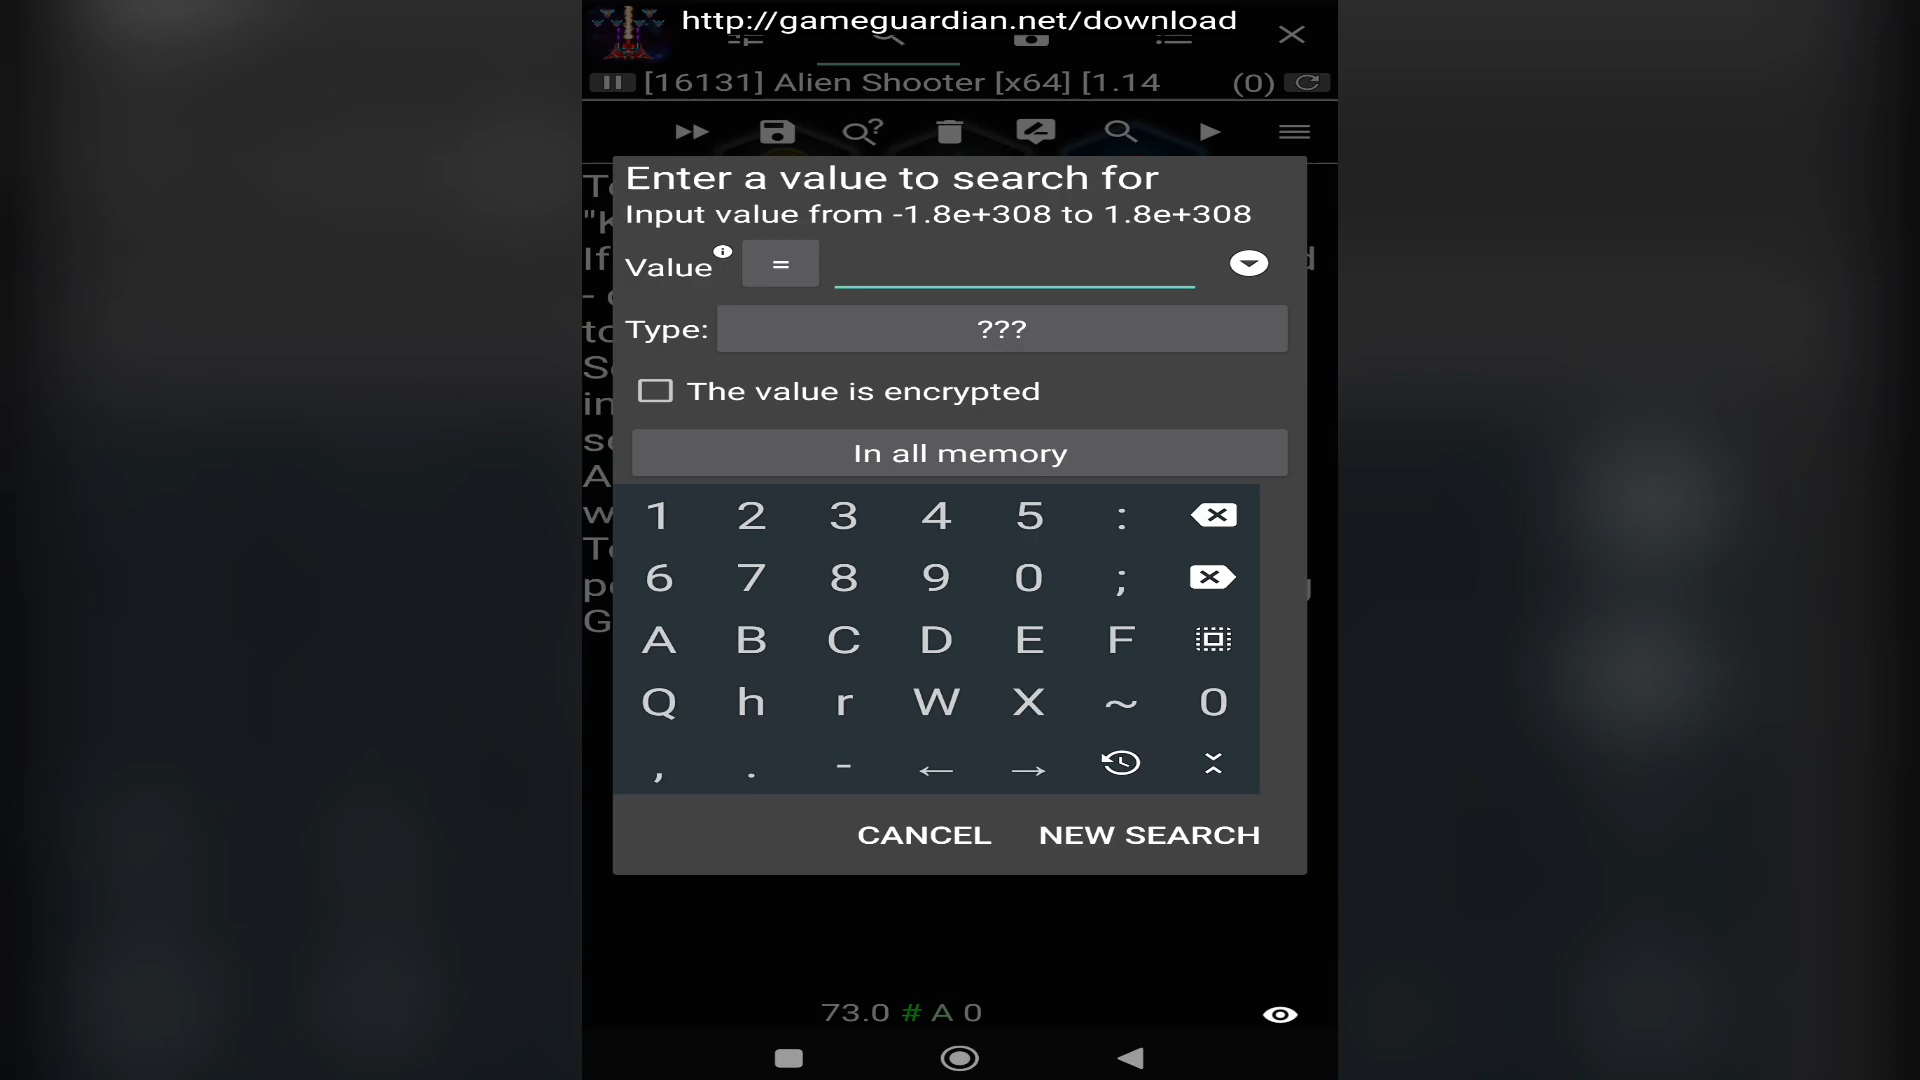 http://gameguardian.net/download
[16131] Alien Shooter [x64] [1.14 (0)
Enter a value to search for
Input value from -1.8e+308 to 1.8e+308
Value =
Type: ???
The value is encrypted
In all memory
1 2 3 4 5 :
6 7 8 9 0 ;
A B C D E F
Q h r W X ~ 0
, . - ← →
CANCEL NEW SEARCH
73.0 # A 0